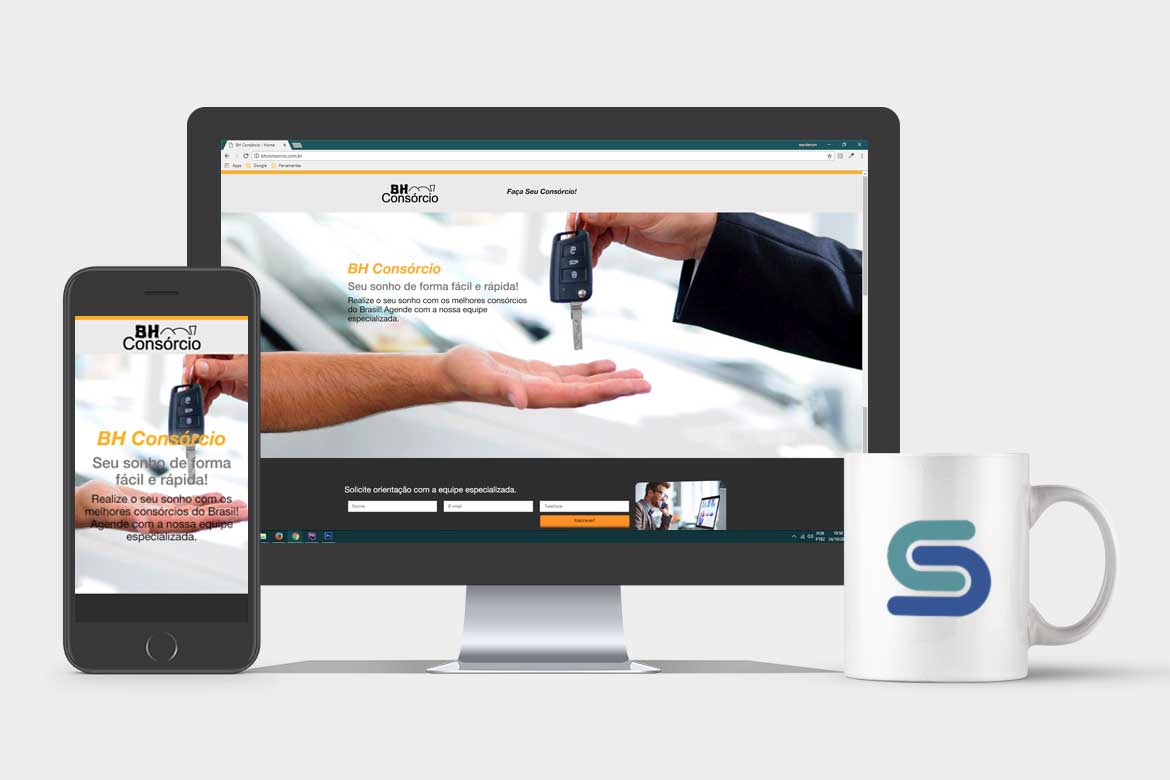 BH Consórcio - Home
bhconsorcio.com.br
Apps Google Ferramentas
BH
Consórcio
Faça Seu Consórcio!
BH Consórcio
Seu sonho de forma fácil e rápida!
Realize o seu sonho com os melhores consórcios
do Brasil! Agende com a nossa equipe
especializada.
Solicite orientação com a equipe especializada.
Nome
E-mail
Telefone
Inscrever!
POR
PTB2
BH
Consórcio
BH Consórcio
Seu sonho de forma
fácil e rápida!
Realize o seu sonho com os
melhores consórcios do Brasil!
Agende com a nossa equipe
especializada.